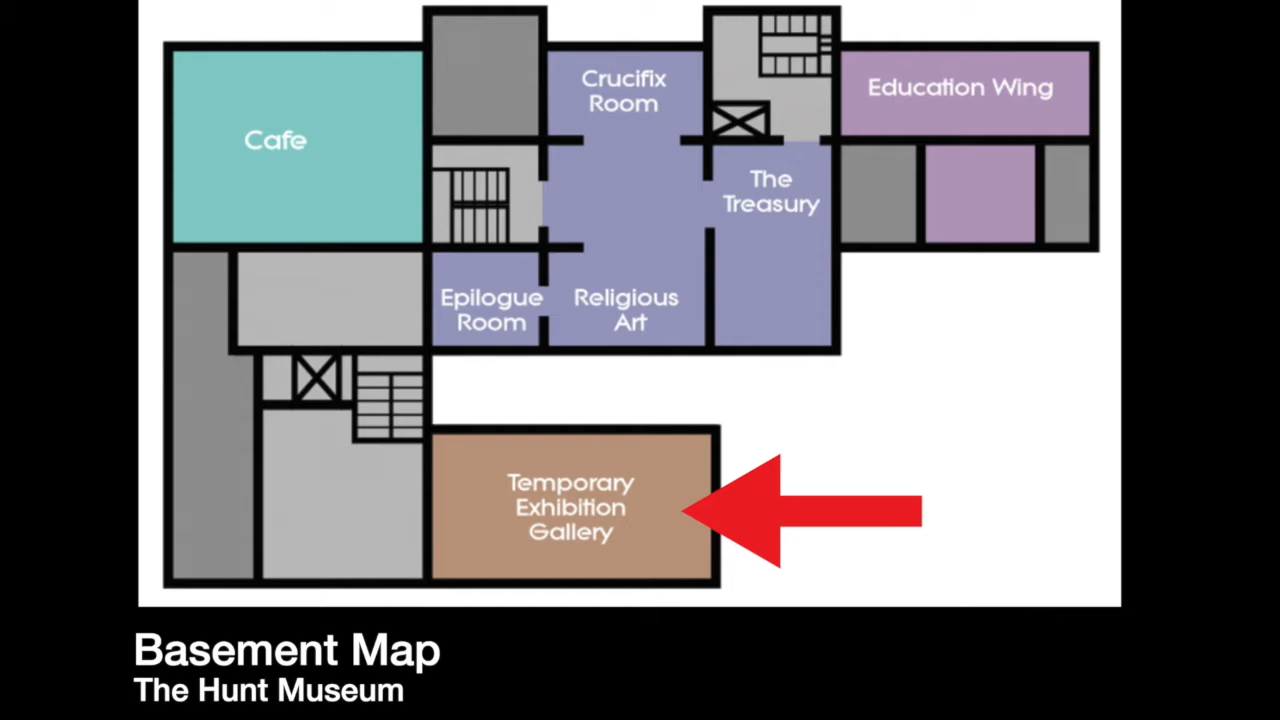 Crucifix
Room
Education Wing
Cafe
The
Treasury
Epilogue
Room
Religious
Art
Temporary
Exhibition
Gallery
Basement Map
The Hunt Museum